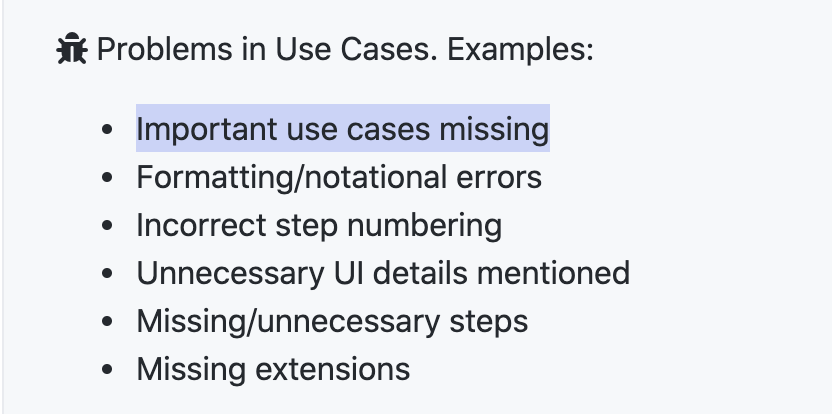 Problems in Use Cases. Examples:
• Important use cases missing
• Formatting/notational errors
• Incorrect step numbering
• Unnecessary UI details mentioned
• Missing/unnecessary steps
• Missing extensions